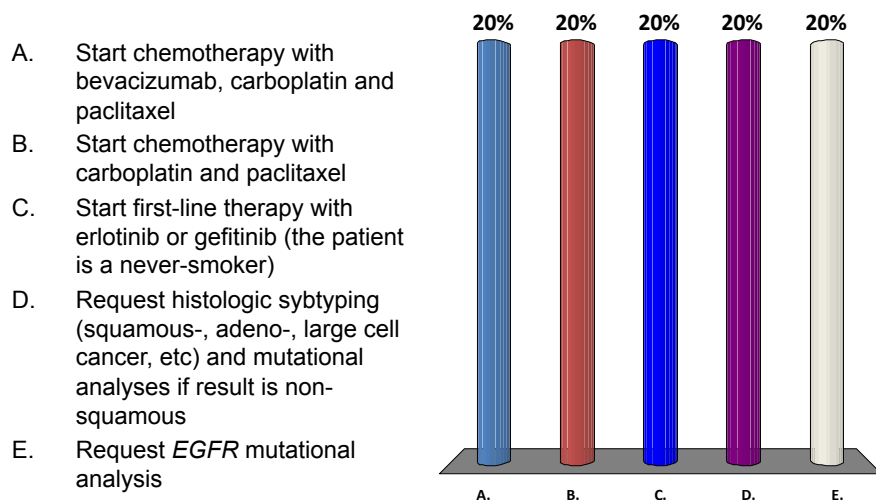 20% 20% 20% 20% 20%
A. Start chemotherapy with
bevacizumab, carboplatin and
paclitaxel
B. Start chemotherapy with
carboplatin and paclitaxel
C. Start first-line therapy with
erlotinib or gefitinib (the patient
is a never-smoker)
D. Request histologic sybtyping
(squamous-, adeno-, large cell
cancer, etc) and mutational
analyses if result is non-
squamous
E. Request EGFR mutational
analysis
A. B. C. D. E.